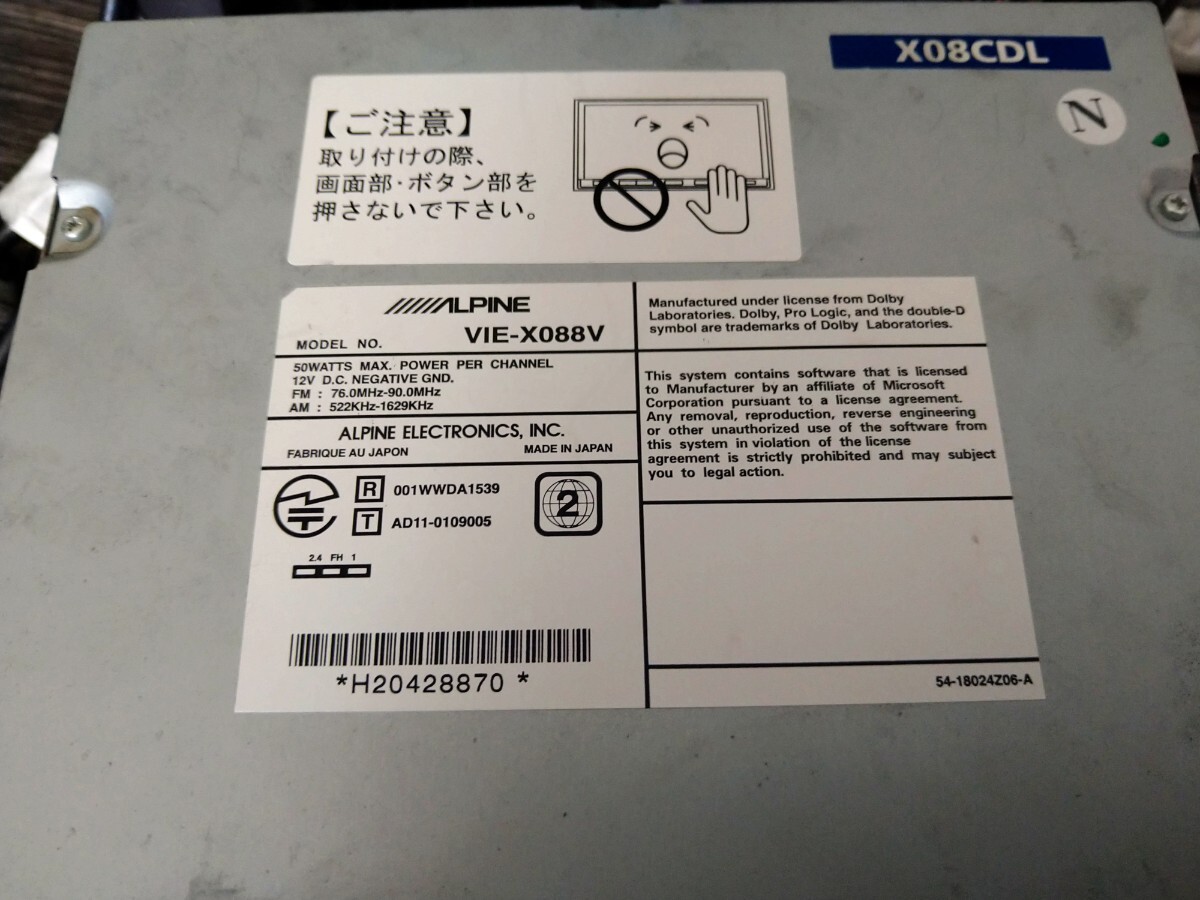 X08CDL
N
【ご注意】
取り付けの際、
画面部・ボタン部を
押さないで下さい。
ALPINE
MODEL NO. VIE-X088V
50WATTS MAX. POWER PER CHANNEL
12V D.C. NEGATIVE GND.
FM : 76.0MHz-90.0MHz
AM : 522KHz-1629KHz
ALPINE ELECTRONICS, INC.
FABRIQUE AU JAPON MADE IN JAPAN
R 001WWDA1539
T AD11-0109005
2
2.4 FH 1
*H20428870 *
Manufactured under license from Dolby
Laboratories. Dolby, Pro Logic, and the double-D
symbol are trademarks of Dolby Laboratories.
This system contains software that is licensed
to Manufacturer by an affiliate of Microsoft
Corporation pursuant to a license agreement.
Any removal, reproduction, reverse engineering
or other unauthorized use of the software from
this system in violation of the license
agreement is strictly prohibited and may subject
you to legal action.
54-18024Z06-A